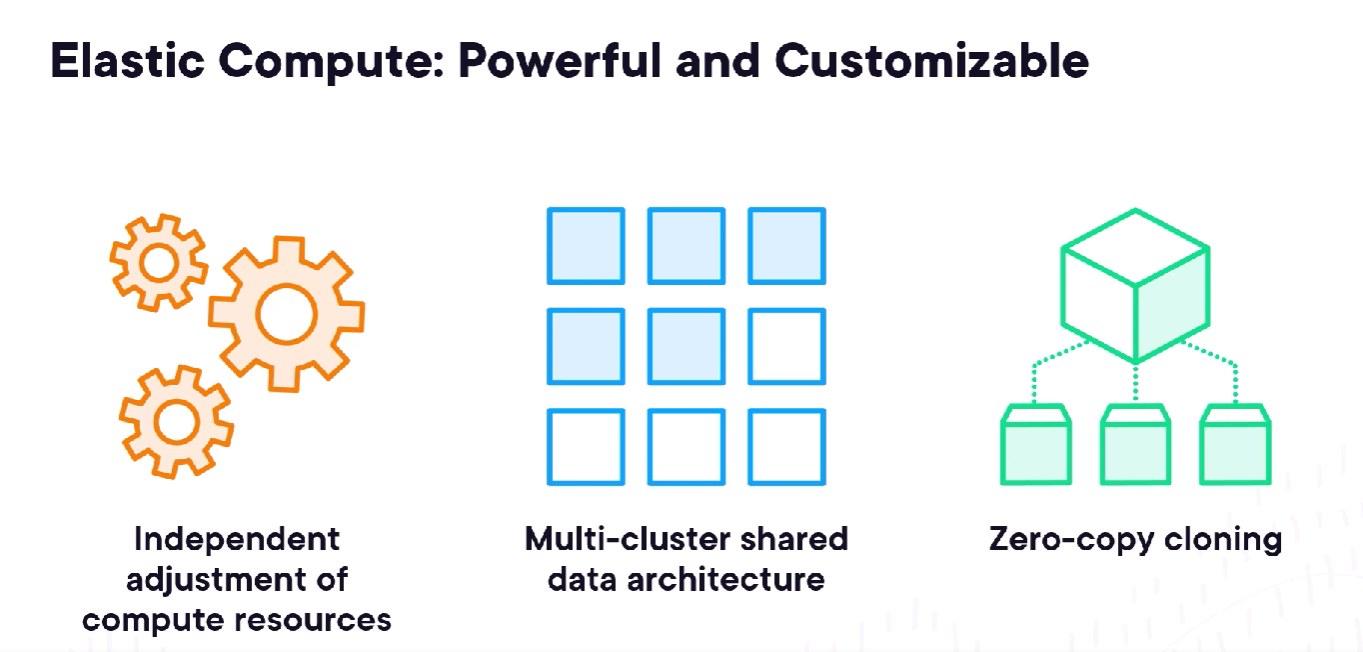 Elastic Compute: Powerful and Customizable
Independent
adjustment of
compute resources
Multi-cluster shared
data architecture
Zero-copy cloning